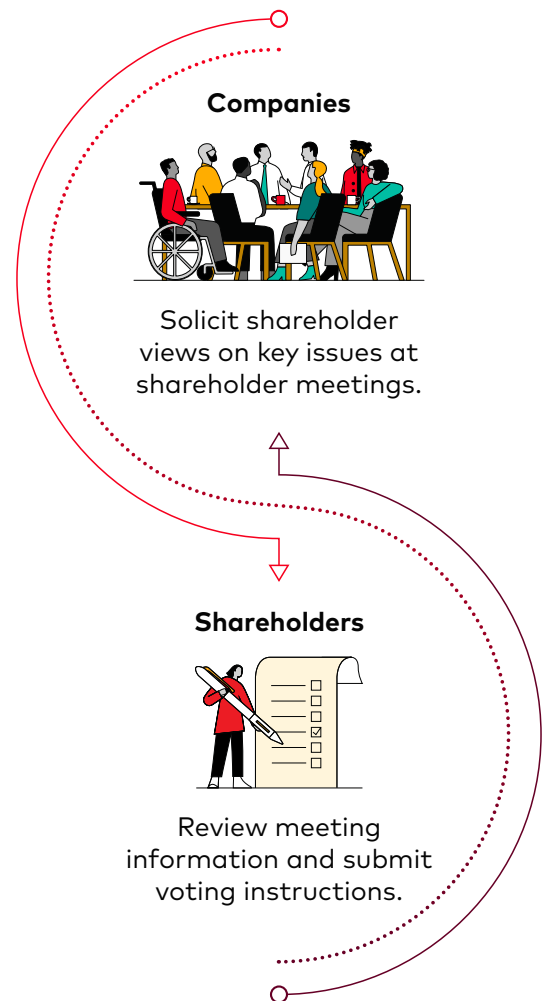 Companies
Solicit shareholder
views on key issues at
shareholder meetings.
Shareholders
Review meeting
information and submit
voting instructions.